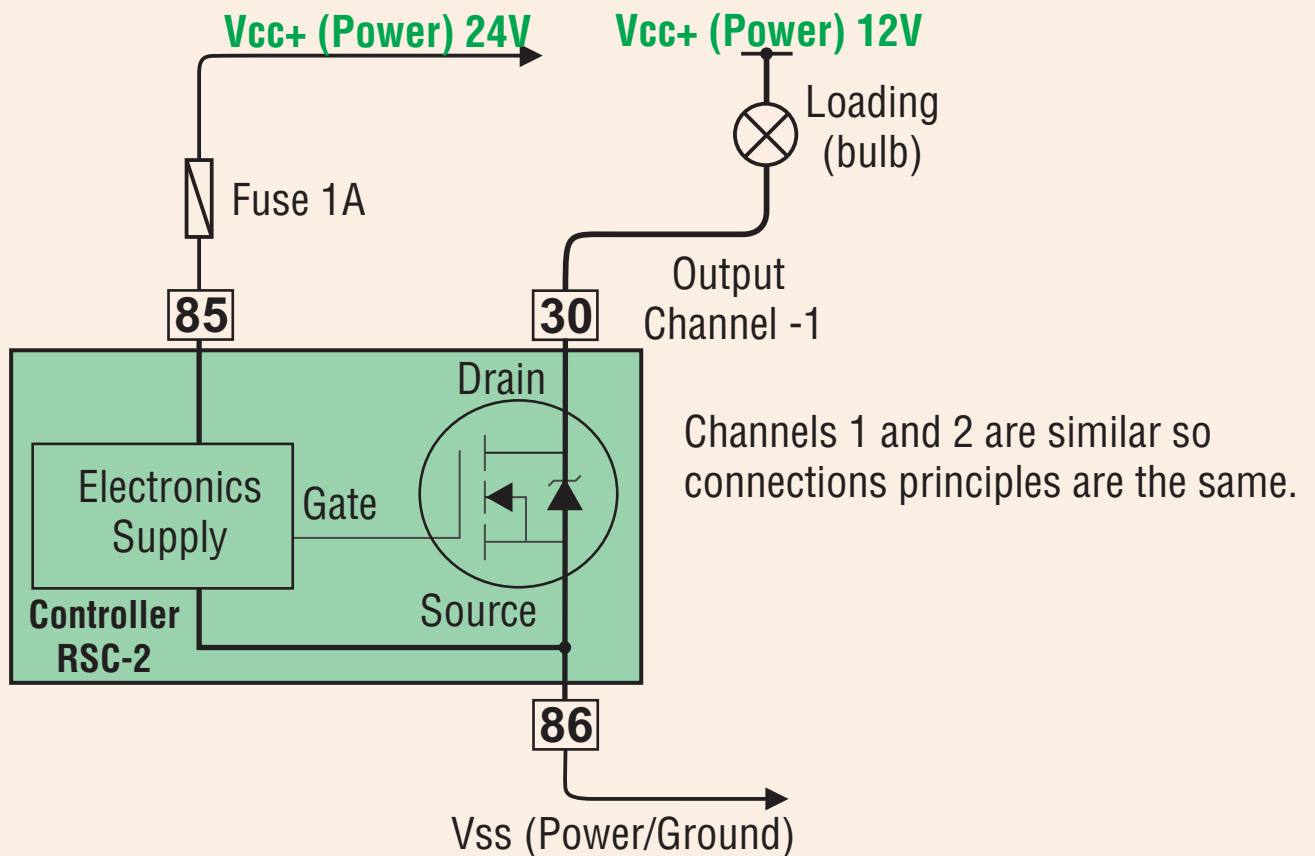 Vcc+ (Power) 24V
Vcc+ (Power) 12V
Loading
(bulb)
Fuse 1A
Output
Channel -1
85
30
Drain
Channels 1 and 2 are similar so
connections principles are the same.
Electronics
Supply
Gate
Source
Controller
RSC-2
86
Vss (Power/Ground)